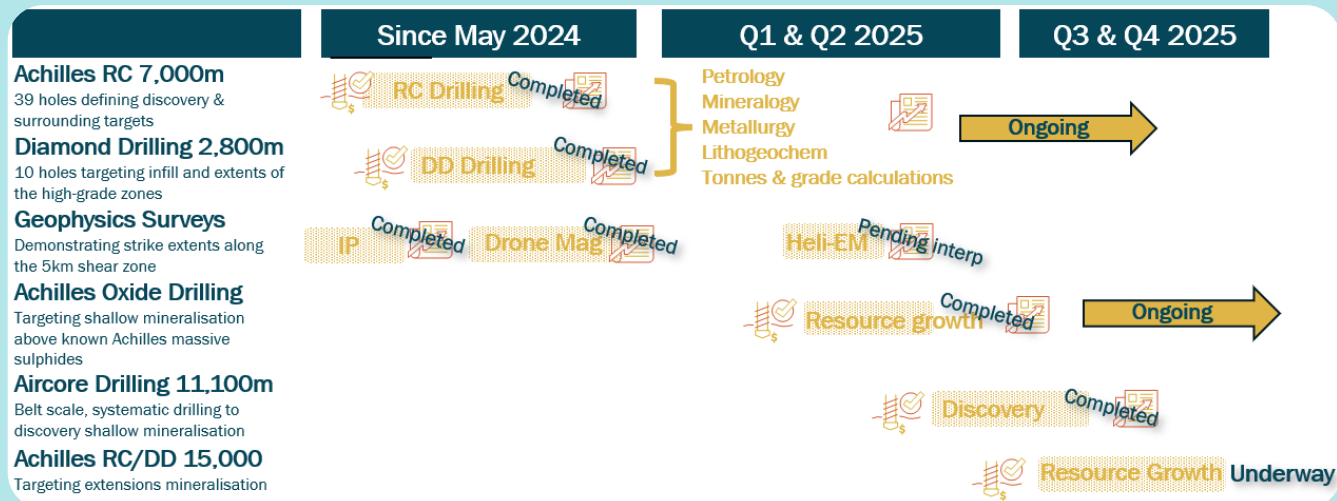 Since May 2024
Q1 & Q2 2025
Q3 & Q4 2025
Achilles RC 7,000m
39 holes defining discovery &
surrounding targets
RC Drilling
Completed
Petrology
Mineralogy
Metallurgy
Lithogeochem
Tonnes & grade calculations
Ongoing
Diamond Drilling 2,800m
10 holes targeting infill and extents of
the high-grade zones
DD Drilling
Completed
Geophysics Surveys
Demonstrating strike extents along
the 5km shear zone
IP
Completed
Drone Mag
Completed
Heli-EM
Pending interp
Achilles Oxide Drilling
Targeting shallow mineralisation
above known Achilles massive
sulphides
Resource growth
Completed
Ongoing
Aircore Drilling 11,100m
Belt scale, systematic drilling to
discovery shallow mineralisation
Discovery
Completed
Achilles RC/DD 15,000
Targeting extensions mineralisation
Resource Growth Underway
$
$
$
$
$